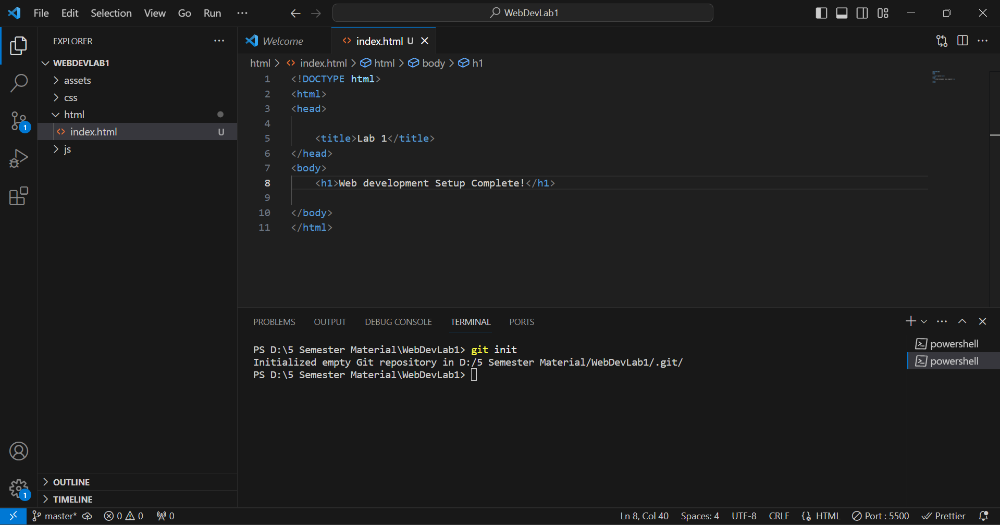 File Edit Selection View Go Run ··· WebDevLab1
EXPLORER ···
WEBDEVLAB1
assets
css
html
index.html U
js
OUTLINE
TIMELINE
1
1
Welcome index.html U
html > index.html > html > body > h1
1 <!DOCTYPE html>
2 <html>
3 <head>
4
5 <title>Lab 1</title>
6 </head>
7 <body>
8 <h1>Web development Setup Complete!</h1>
9
10 </body>
11 </html>
PROBLEMS OUTPUT DEBUG CONSOLE TERMINAL PORTS
PS D:\5 Semester Material\WebDevLab1> git init
Initialized empty Git repository in D:/5 Semester Material/WebDevLab1/.git/
PS D:\5 Semester Material\WebDevLab1>
powershell
powershell
master* 0 0 0 Ln 8, Col 40 Spaces: 4 UTF-8 CRLF HTML Port : 5500 Prettier